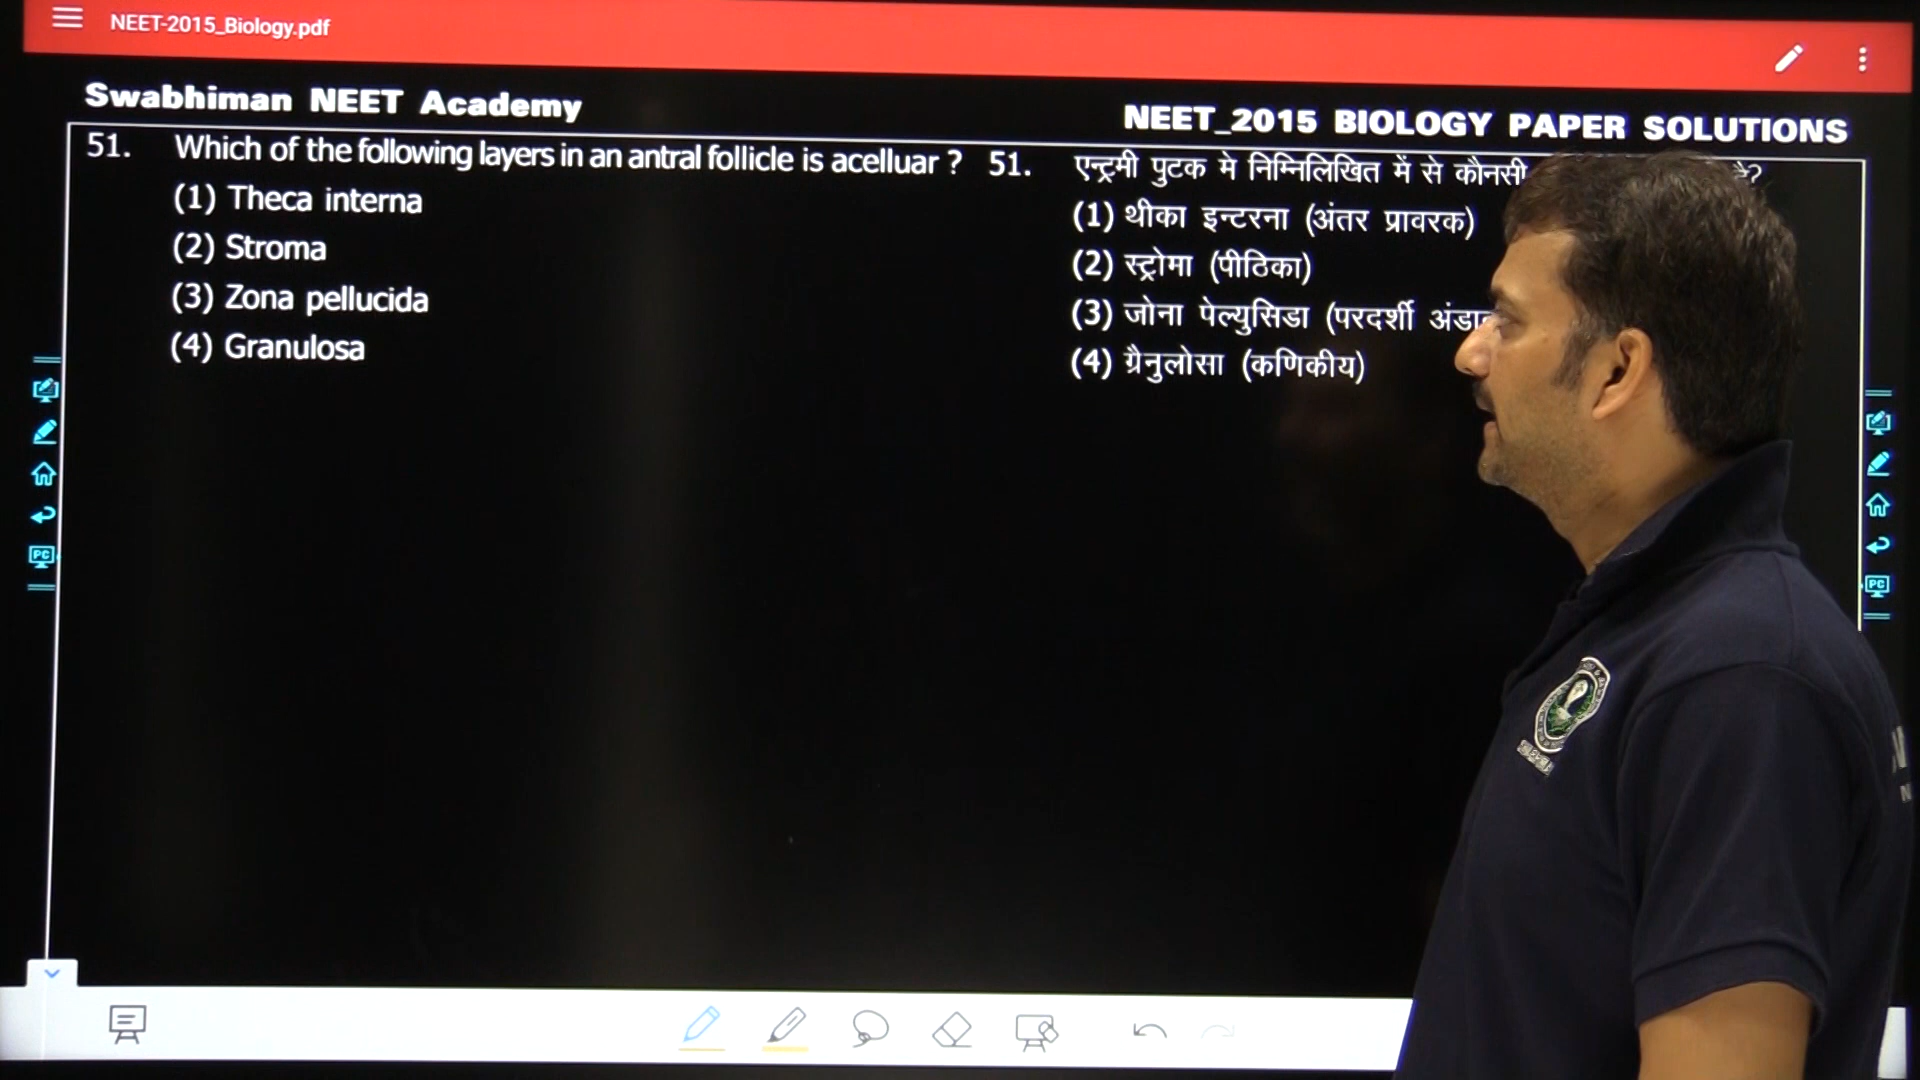 NEET-2015_Biology.pdf
Swabhiman NEET Academy
NEET_2015 BIOLOGY PAPER SOLUTIONS
51. Which of the following layers in an antral follicle is acelluar ?
(1) Theca interna
(2) Stroma
(3) Zona pellucida
(4) Granulosa
51. एन्ट्रमी पुटक मे निम्निलिखित में से कौनसी है?
(1) थीका इन्टरना (अंतर प्रावरक)
(2) स्ट्रोमा (पीठिका)
(3) जोना पेल्युसिडा (परदर्शी
(4) ग्रैनुलोसा (कणिकीय)
PC
PC